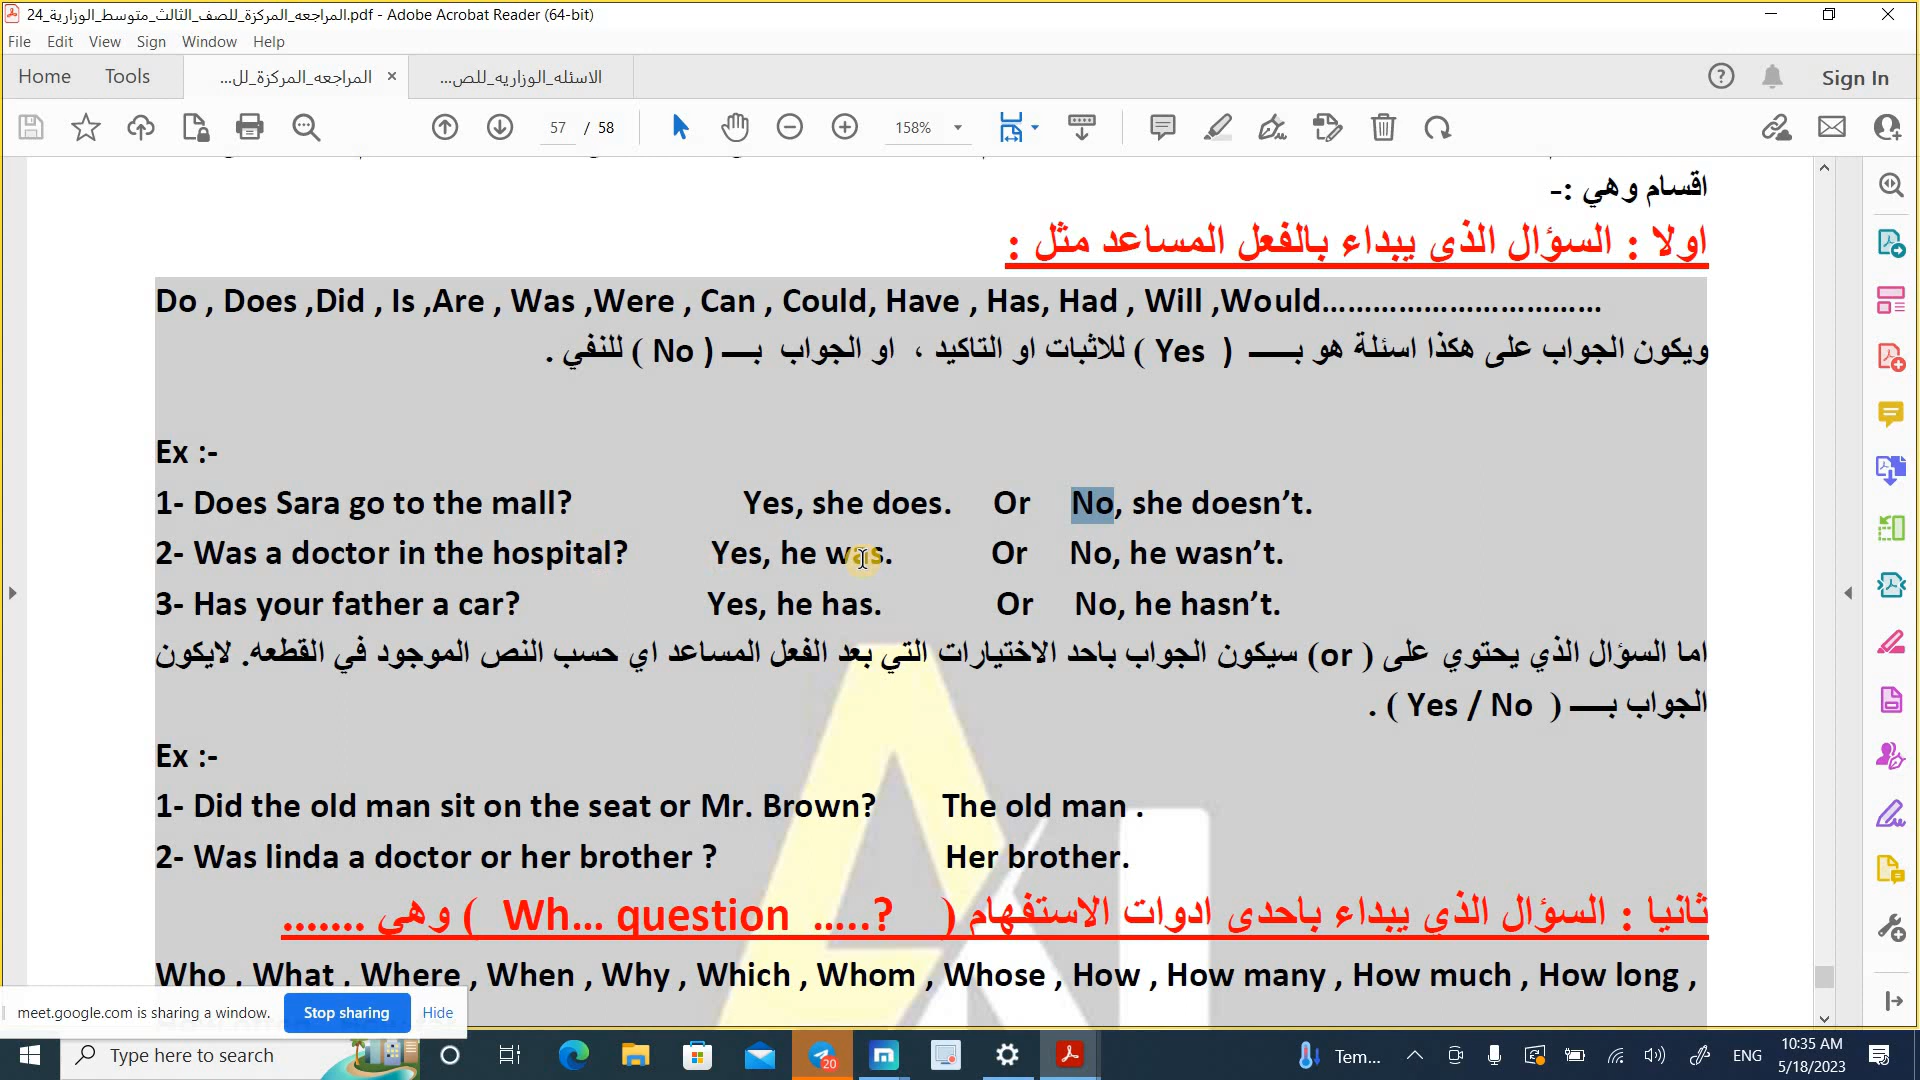 المراجعه_المركزة_للصف_الثالث_متوسط_الوزارية_24.pdf - Adobe Acrobat Reader (64-bit)
File Edit View Sign Window Help
Home Tools المراجعه_المركزة_لل... × الاسئله_الوزاريه_للص... Sign In
57 / 58 158%
اقسام وهي :-
اولا : السؤال الذي يبداء بالفعل المساعد مثل :
Do , Does ,Did , Is ,Are , Was ,Were , Can , Could, Have , Has, Had , Will ,Would..............................
ويكون الجواب على هكذا اسئلة هو بـــــ ( Yes ) للاثبات او التاكيد ، او الجواب بـــــ ( No ) للنفي .
Ex :-
1- Does Sara go to the mall? Yes, she does. Or No, she doesn’t.
2- Was a doctor in the hospital? Yes, he was. Or No, he wasn’t.
3- Has your father a car? Yes, he has. Or No, he hasn’t.
اما السؤال الذي يحتوي على ( or) سيكون الجواب باحد الاختيارات التي بعد الفعل المساعد اي حسب النص الموجود في القطعه. لايكون
الجواب بـــــ ( Yes / No ) .
Ex :-
1- Did the old man sit on the seat or Mr. Brown? The old man .
2- Was linda a doctor or her brother ? Her brother.
ثانيا : السؤال الذي يبداء باحدى ادوات الاستفهام ( Wh... question .....? ) وهي .......
Who , What , Where , When , Why , Which , Whom , Whose , How , How many , How much , How long ,
meet.google.com is sharing a window. Stop sharing Hide
Type here to search 20 Tem... ENG 10:35 AM
5/18/2023